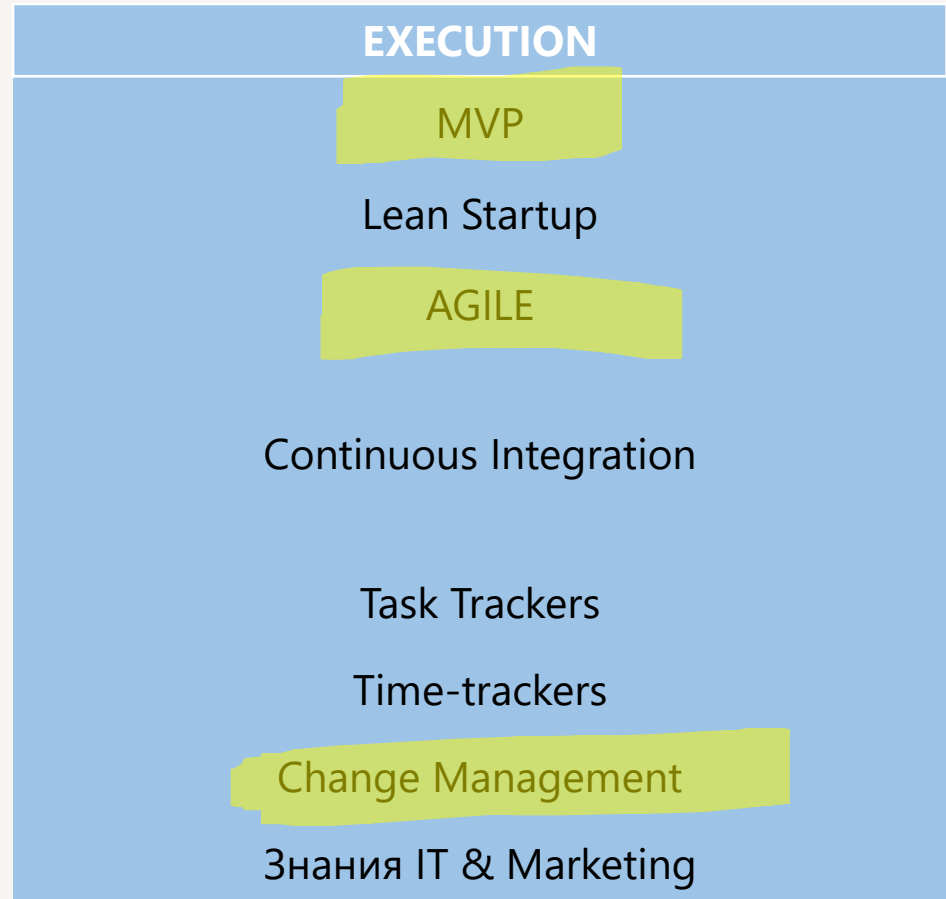 EXECUTION
MVP
Lean Startup
AGILE
Continuous Integration
Task Trackers
Time-trackers
Change Management
Знания IT & Marketing